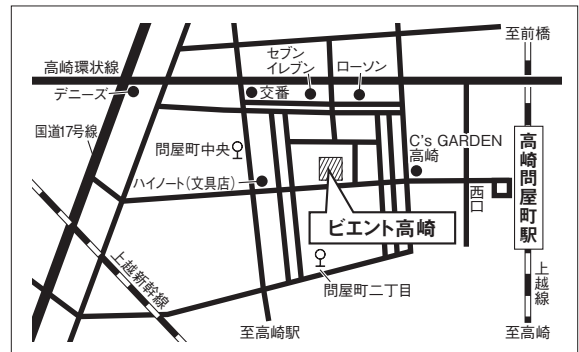 至前橋
高崎環状線
セブン
イレブン
ローソン
デニーズ
交番
国道17号線
問屋町中央
C's GARDEN
高崎
高崎問屋町駅
ハイノート(文具店)
西口
ビエント高崎
上越新幹線
問屋町二丁目
上越線
至高崎駅
至高崎